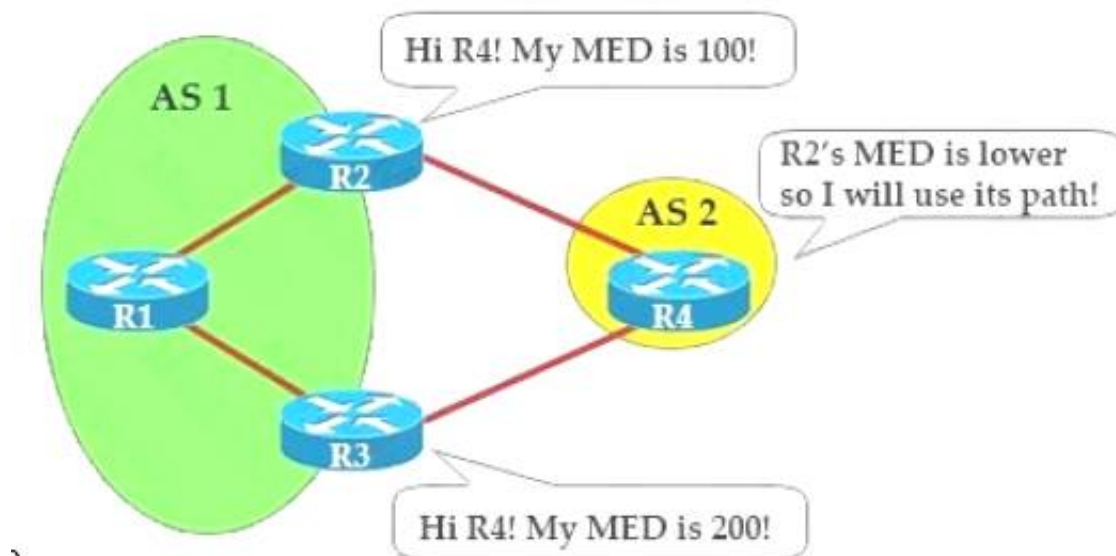 Hi R4! My MED is 100!
AS 1
R2
R2's MED is lower
so I will use its path!
AS 2
R1
R4
R3
Hi R4! My MED is 200!